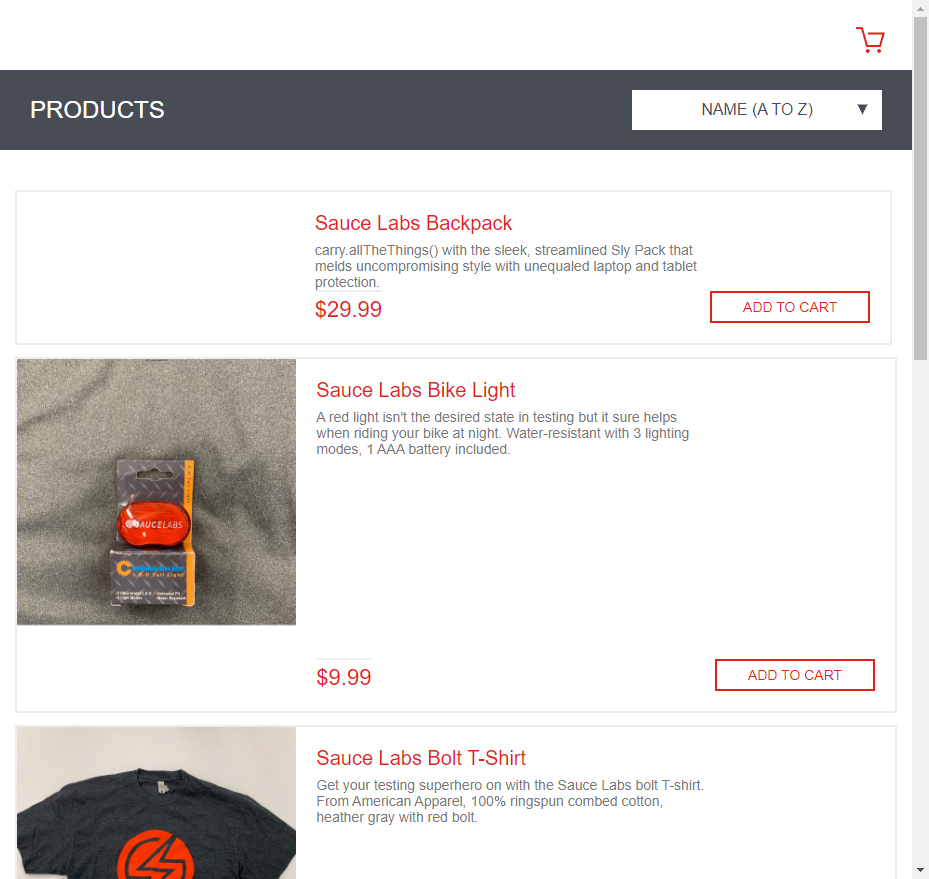 PRODUCTS
NAME (A TO Z)
Sauce Labs Backpack
carry.allTheThings() with the sleek, streamlined Sly Pack that
melds uncompromising style with unequaled laptop and tablet
protection.
$29.99
ADD TO CART
Sauce Labs Bike Light
A red light isn't the desired state in testing but it sure helps
when riding your bike at night. Water-resistant with 3 lighting
modes, 1 AAA battery included.
SAUCELABS
L.E.D Tail Light
$9.99
ADD TO CART
Sauce Labs Bolt T-Shirt
Get your testing superhero on with the Sauce Labs bolt T-shirt.
From American Apparel, 100% ringspun combed cotton,
heather gray with red bolt.